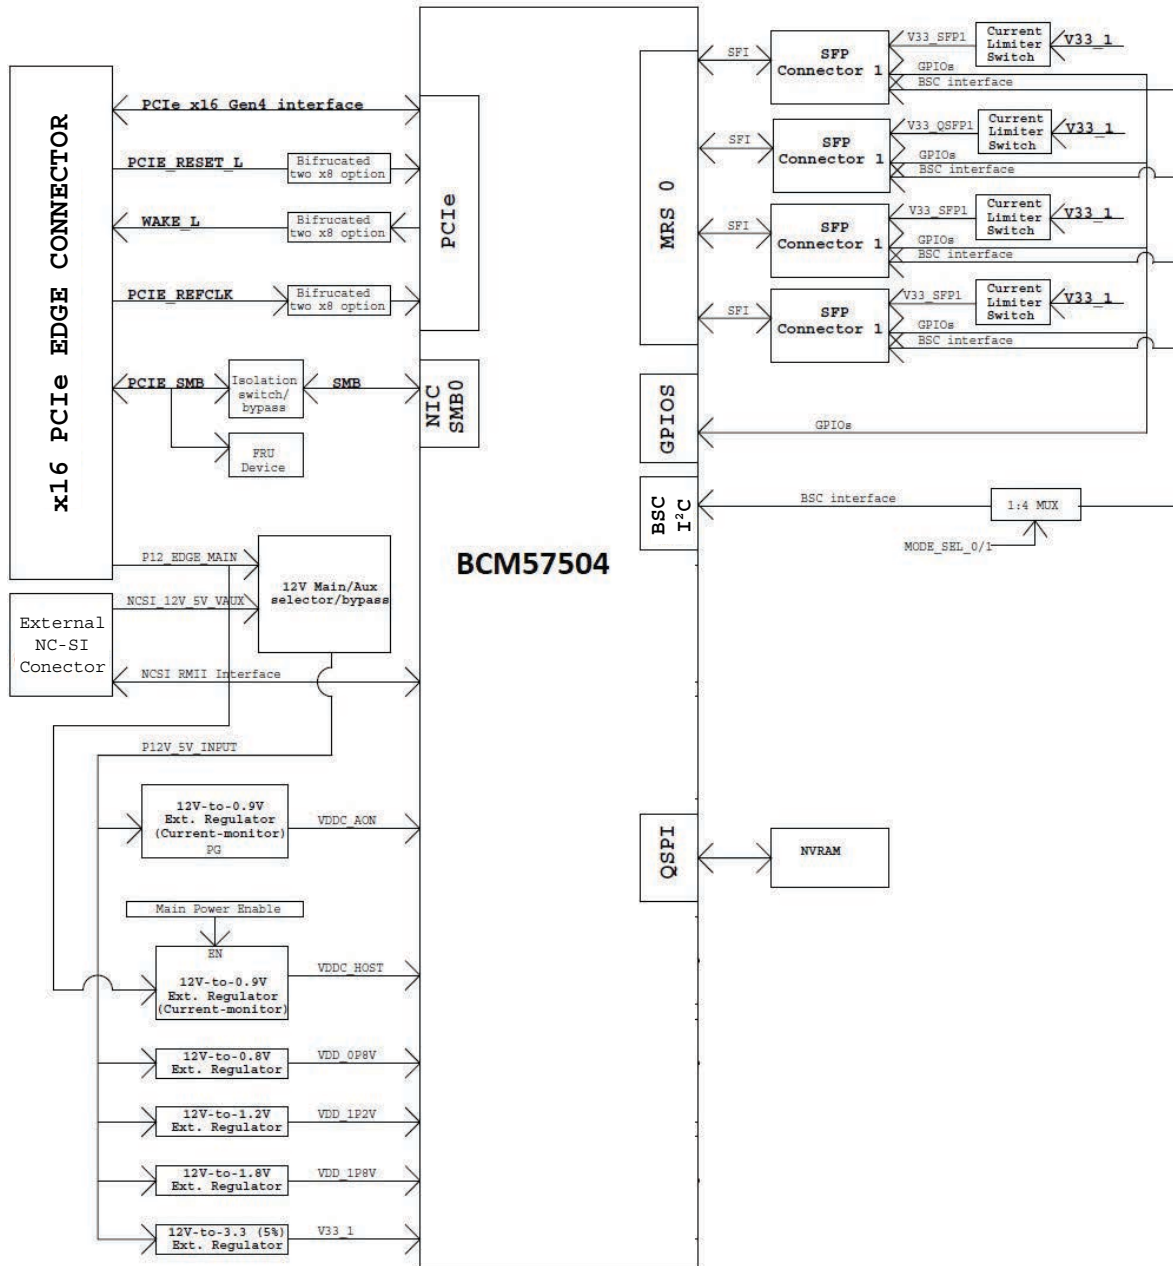 x16 PCIe EDGE CONNECTOR
PCIe x16 Gen4 interface
PCIE_RESET_L
Bifrucated
two x8 option
WAKE_L
Bifrucated
two x8 option
PCIE_REFCLK
Bifrucated
two x8 option
PCIe
PCIE_SMB
Isolation
switch/
bypass
SMB
NIC
SMB0
FRU
Device
P12_EDGE_MAIN
12V Main/Aux
selector/bypass
NCSI_12V_5V_VAUX
External
NC-SI
Conector
NCSI RMII Interface
P12V_5V_INPUT
12V-to-0.9V
Ext. Regulator
(Current-monitor)
PG
VDDC_AON
Main Power Enable
EN
12V-to-0.9V
Ext. Regulator
(Current-monitor)
VDDC_HOST
12V-to-0.8V
Ext. Regulator
VDD_0P8V
12V-to-1.2V
Ext. Regulator
VDD_1P2V
12V-to-1.8V
Ext. Regulator
VDD_1P8V
12V-to-3.3 (5%)
Ext. Regulator
V33_1
BCM57504
MRS 0
SFI
SFP
Connector 1
V33_SFP1
Current
Limiter
Switch
V33_1
GPIOs
BSC interface
SFI
SFP
Connector 1
V33_QSFP1
Current
Limiter
Switch
V33_1
GPIOs
BSC interface
SFI
SFP
Connector 1
V33_SFP1
Current
Limiter
Switch
V33_1
GPIOs
BSC interface
SFI
SFP
Connector 1
V33_SFP1
Current
Limiter
Switch
V33_1
GPIOs
BSC interface
GPIOS
GPIOs
BSC
I²C
BSC interface
1:4 MUX
MODE_SEL_0/1
QSPI
NVRAM